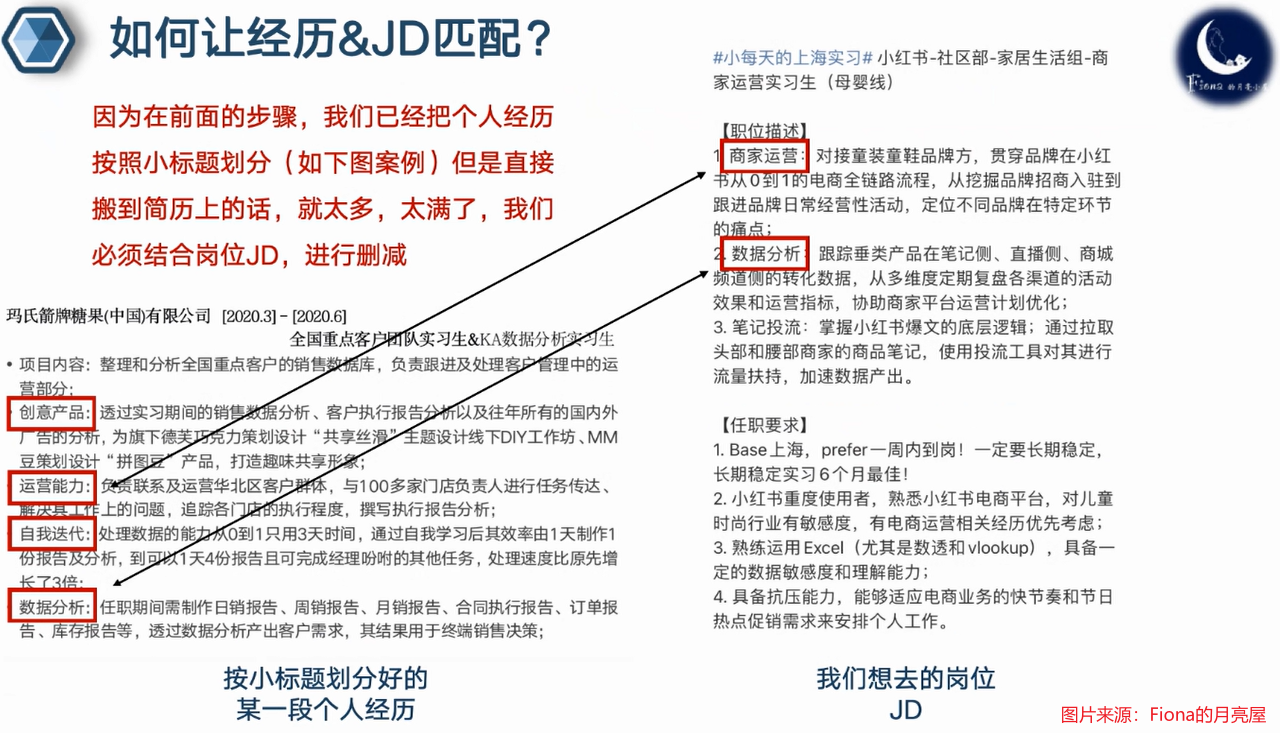 如何让经历&JD匹配？
因为在前面的步骤，我们已经把个人经历
按照小标题划分（如下图案例）但是直接
搬到简历上的话，就太多，太满了，我们
必须结合岗位JD，进行删减
玛氏箭牌糖果(中国)有限公司 [2020.3] – [2020.6]
全国重点客户团队实习生&KA数据分析实习生
• 项目内容：整理和分析全国重点客户的销售数据库，负责跟进及处理客户管理中的运
营部分；
• 创意产品：透过实习期间的销售数据分析、客户执行报告分析以及往年所有的国内外
广告的分析，为旗下德芙巧克力策划设计“共享丝滑”主题设计线下DIY工作坊、MM
豆策划设计“拼图豆”产品，打造趣味共享形象；
• 运营能力：负责联系及运营华北区客户群体，与100多家门店负责人进行任务传达、
解决其工作上的问题，追踪各门店的执行程度，撰写执行报告分析；
• 自我迭代：处理数据的能力从0到1只用3天时间，通过自我学习后其效率由1天制作1
份报告及分析，到可以1天4份报告且可完成经理吩咐的其他任务，处理速度比原先增
长了3倍；
• 数据分析：任职期间需制作日销报告、周销报告、月销报告、合同执行报告、订单报
告、库存报告等，透过数据分析产出客户需求，其结果用于终端销售决策；
按小标题划分好的
某一段个人经历
#小每天的上海实习# 小红书-社区部-家居生活组-商
家运营实习生（母婴线）
【职位描述】
1. 商家运营：对接童装童鞋品牌方，贯穿品牌在小红
书从0到1的电商全链路流程，从挖掘品牌招商入驻到
跟进品牌日常经营性活动，定位不同品牌在特定环节
的痛点；
2. 数据分析：跟踪垂类产品在笔记侧、直播侧、商城
频道侧的转化数据，从多维度定期复盘各渠道的活动
效果和运营指标，协助商家平台运营计划优化；
3. 笔记投流：掌握小红书爆文的底层逻辑；通过拉取
头部和腰部商家的商品笔记，使用投流工具对其进行
流量扶持，加速数据产出。
【任职要求】
1. Base上海，prefer一周内到岗！一定要长期稳定，
长期稳定实习6个月最佳！
2. 小红书重度使用者，熟悉小红书电商平台，对儿童
时尚行业有敏感度，有电商运营相关经历优先考虑；
3. 熟练运用Excel（尤其是数透和vlookup），具备一
定的数据敏感度和理解能力；
4. 具备抗压能力，能够适应电商业务的快节奏和节日
热点促销需求来安排个人工作。
我们想去的岗位
JD
Fiona 的月亮小屋
图片来源：Fiona的月亮屋